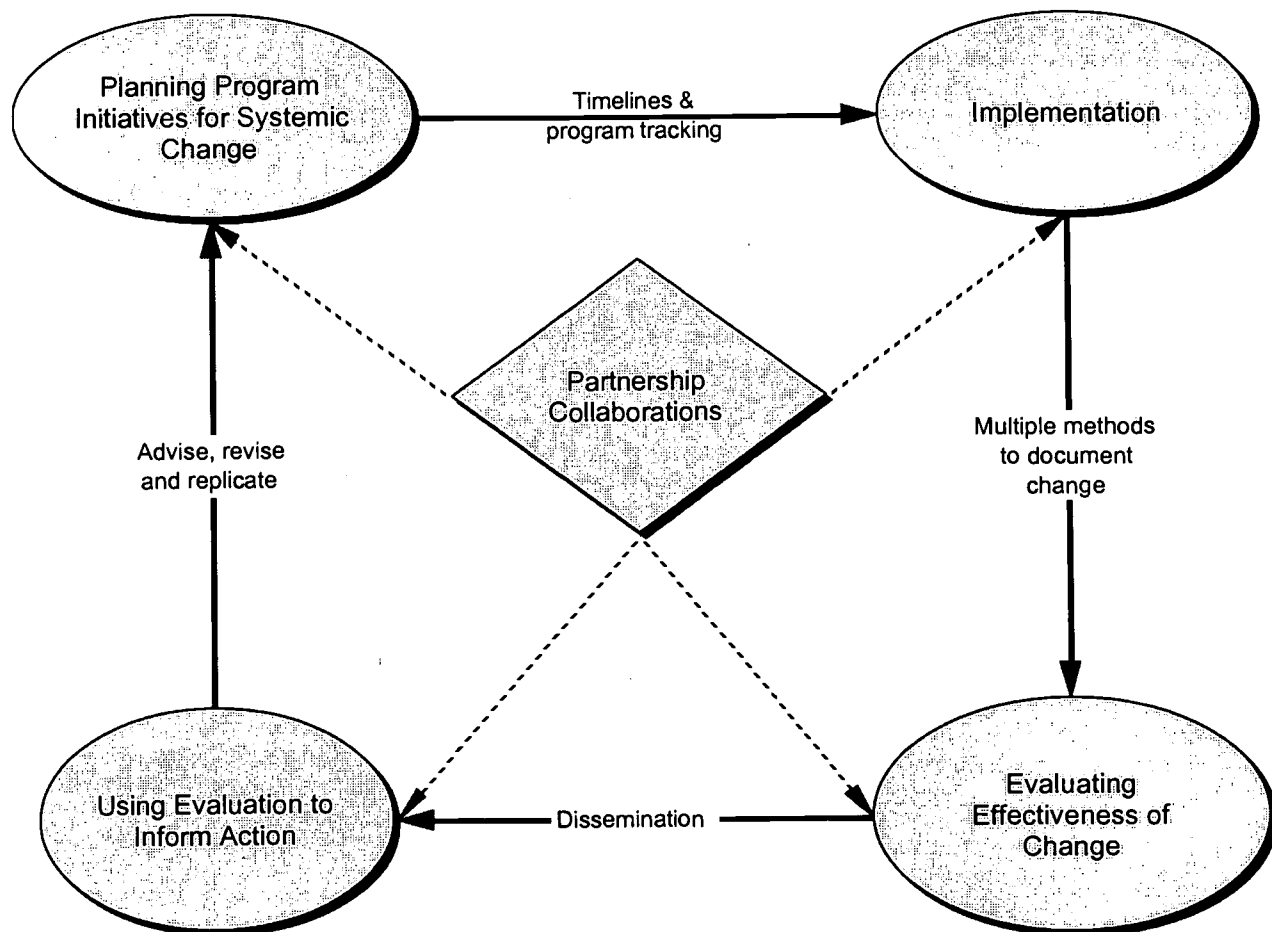 Planning Program
Initiatives for Systemic
Change
Timelines &
program tracking
Implementation
Partnership
Collaborations
Advise, revise
and replicate
Multiple methods
to document
change
Using Evaluation to
Inform Action
Dissemination
Evaluating
Effectiveness of
Change